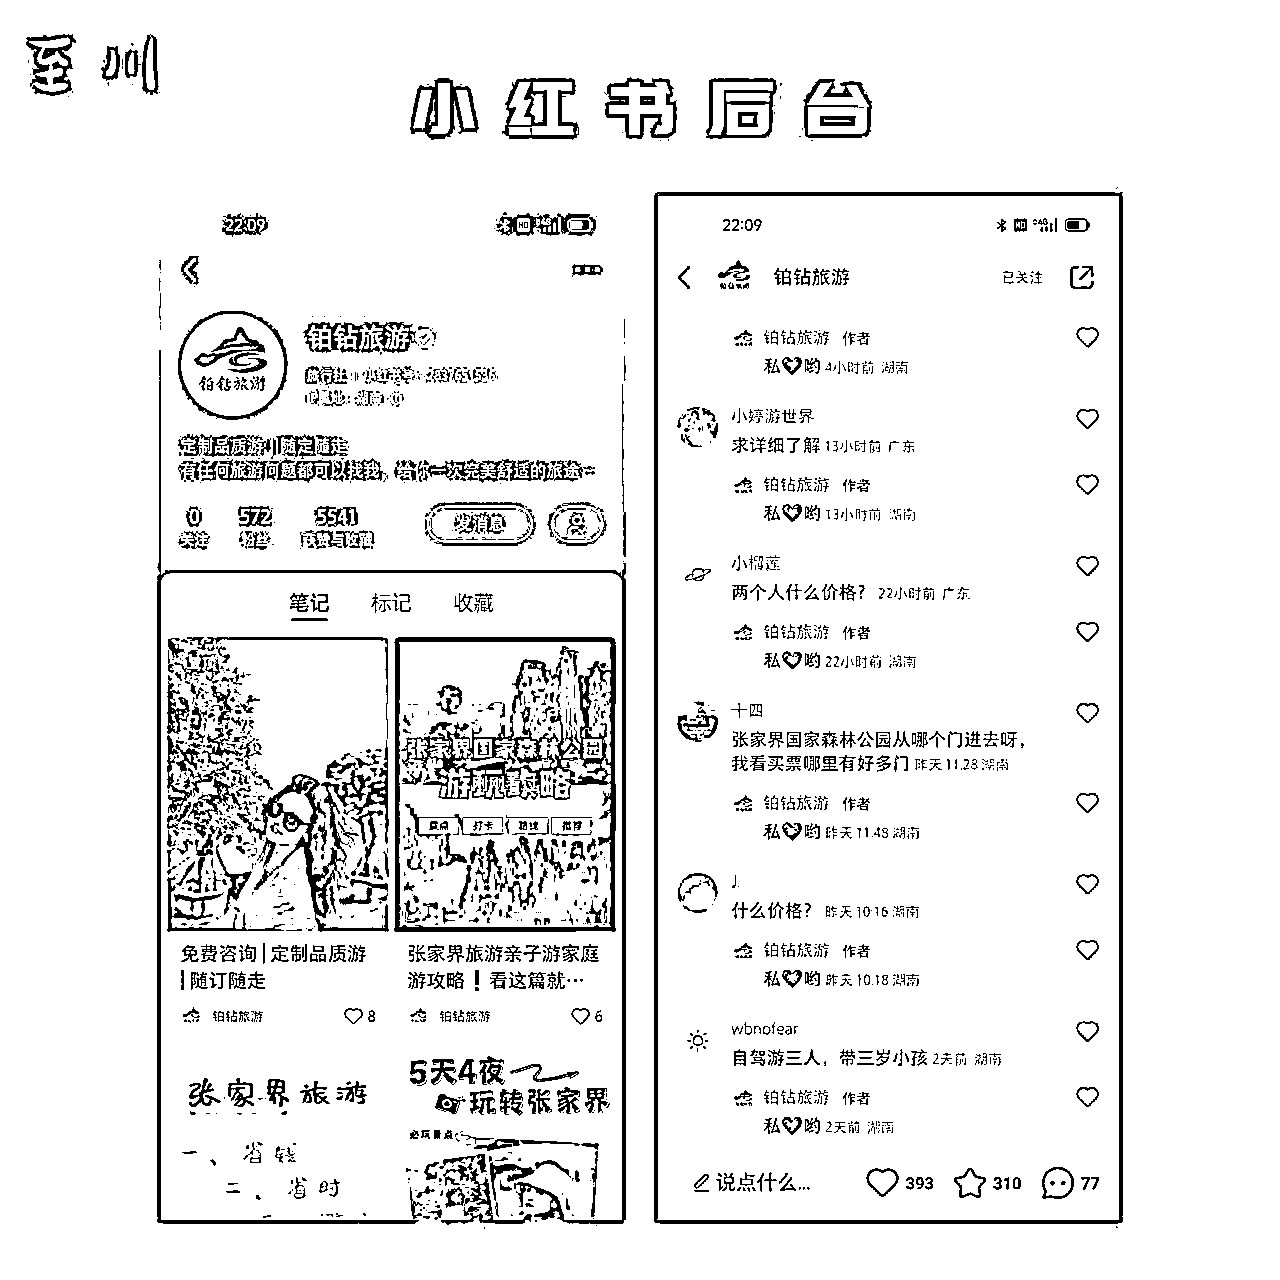 至川
小红书后台
22:09
铂钻旅游
铂钻旅游
定制品质游 | 随定随走
有任何旅游问题都可以找我，给你一次完美舒适的旅途~
0 572 5541
关注 粉丝 获赞与收藏
发消息
笔记 标记 收藏
张家界国家森林公园
游玩攻略
景点 打卡 路线 推荐
免费咨询 | 定制品质游
| 随订随走
铂钻旅游 8
张家界旅游亲子游家庭
游攻略！看这篇就…
铂钻旅游 6
张家界旅游
一、省钱
二、省时
5天4夜
玩转张家界
必玩景点
22:09
铂钻旅游 已关注
铂钻旅游 作者
私❤哟 4小时前 湖南
小婷游世界
求详细了解 13小时前 广东
铂钻旅游 作者
私❤哟 13小时前 湖南
小榴莲
两个人什么价格？ 22小时前 广东
铂钻旅游 作者
私❤哟 22小时前 湖南
十四
张家界国家森林公园从哪个门进去呀，
我看买票哪里有好多门 昨天 11:28 湖南
铂钻旅游 作者
私❤哟 昨天 11:48 湖南
什么价格？ 昨天 10:16 湖南
铂钻旅游 作者
私❤哟 昨天 10:18 湖南
wbnofear
自驾游三人，带三岁小孩 2天前 湖南
铂钻旅游 作者
私❤哟 2天前 湖南
说点什么... 393 310 77